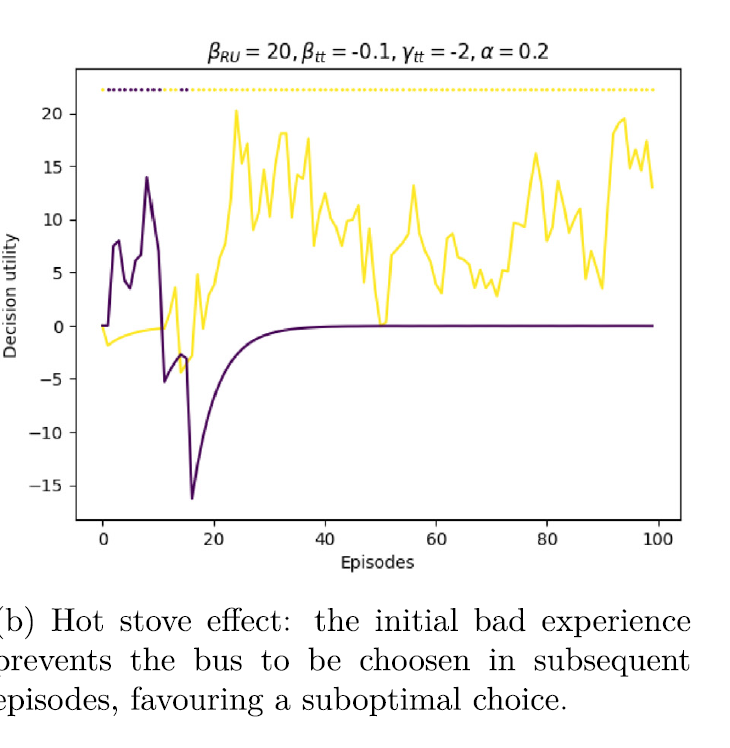 β_RU = 20, β_tt = -0.1, γ_tt = -2, α = 0.2
Decision utility
20
15
10
5
0
−5
−10
−15
0 20 40 60 80 100
Episodes
(b) Hot stove effect: the initial bad experience
prevents the bus to be choosen in subsequent
episodes, favouring a suboptimal choice.